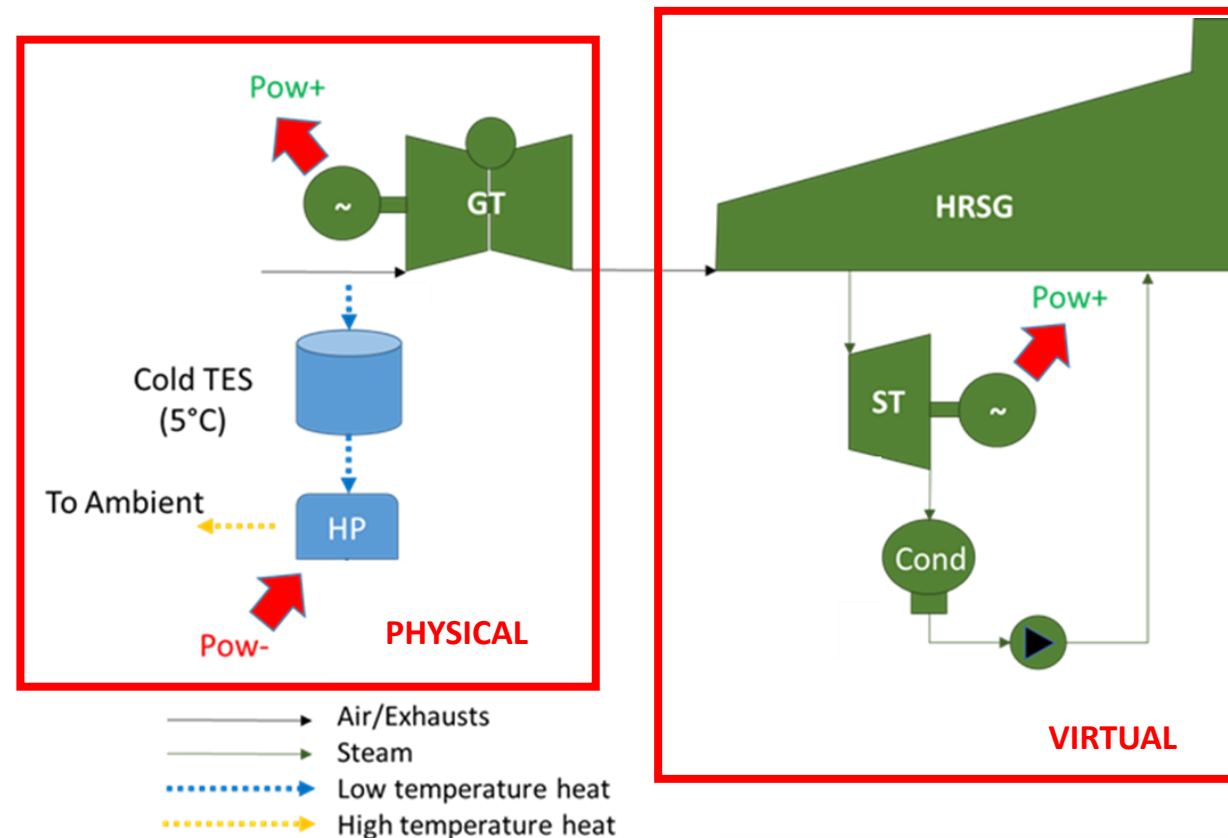 Pow+
~
GT
Cold TES
(5°C)
To Ambient
HP
Pow-
PHYSICAL
HRSG
Pow+
ST
~
Cond
VIRTUAL
Air/Exhausts
Steam
Low temperature heat
High temperature heat